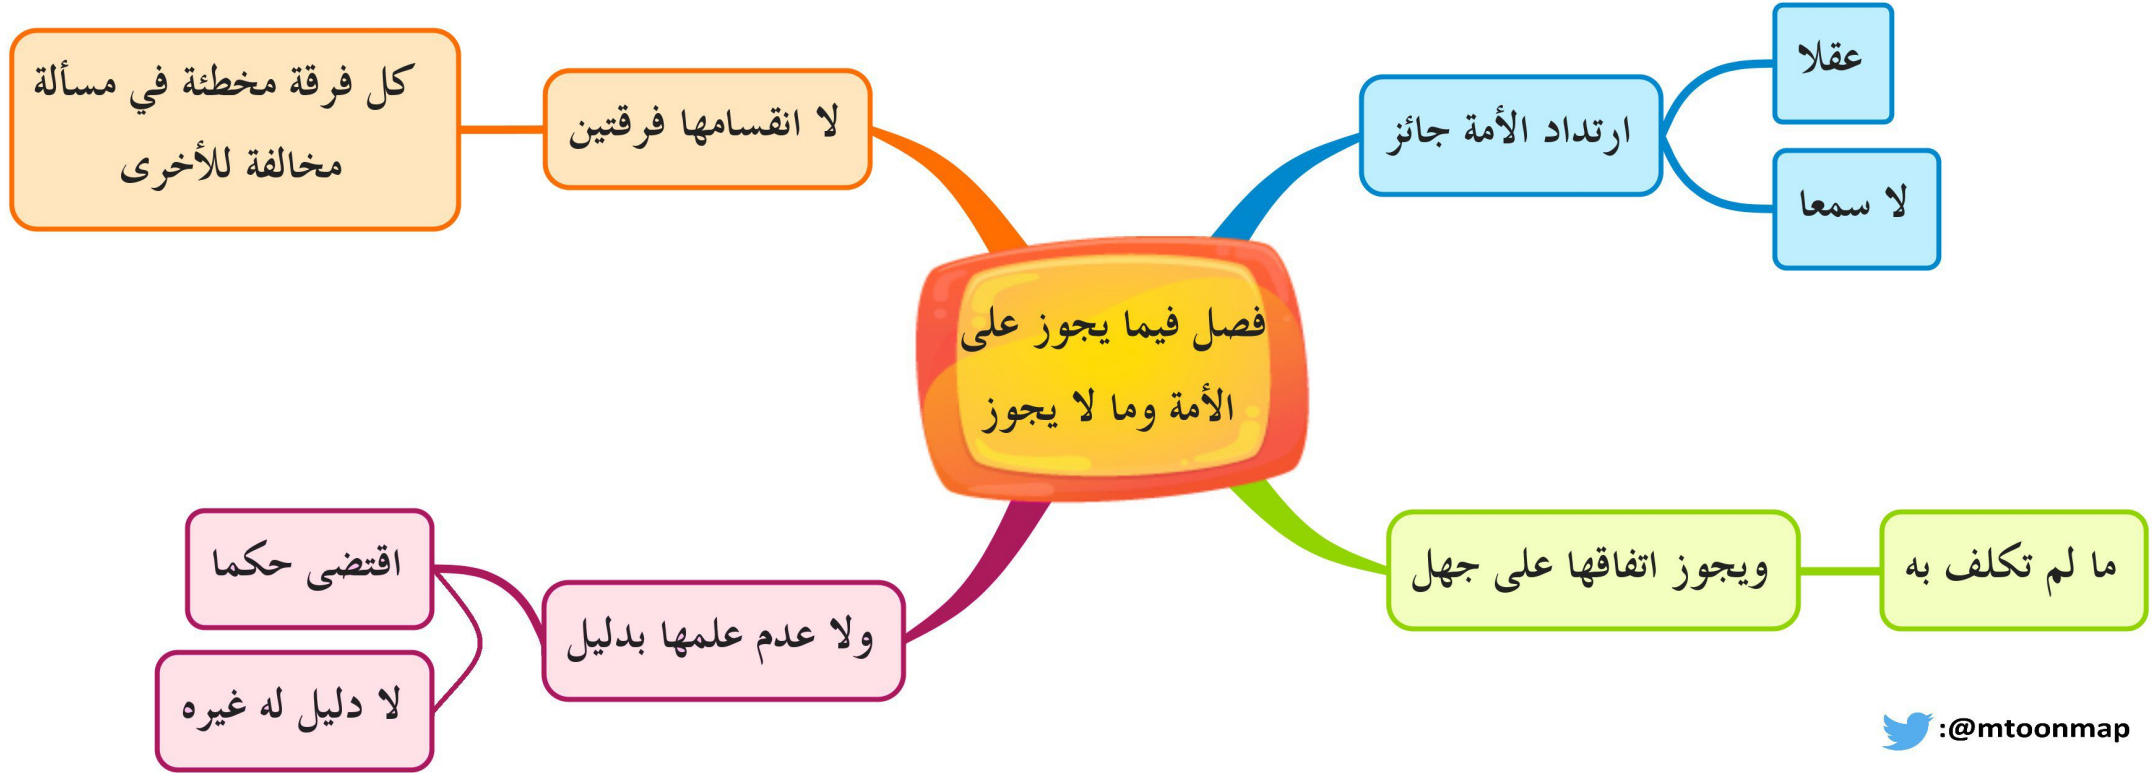 فصل فيما يجوز على
الأمة وما لا يجوز
ارتداد الأمة جائز
عقلا
لا سمعا
ويجوز اتفاقها على جهل
ما لم تكلف به
لا انقسامها فرقتين
كل فرقة مخطئة في مسألة
مخالفة للأخرى
ولا عدم علمها بدليل
اقتضى حكما
لا دليل له غيره
:@mtoonmap